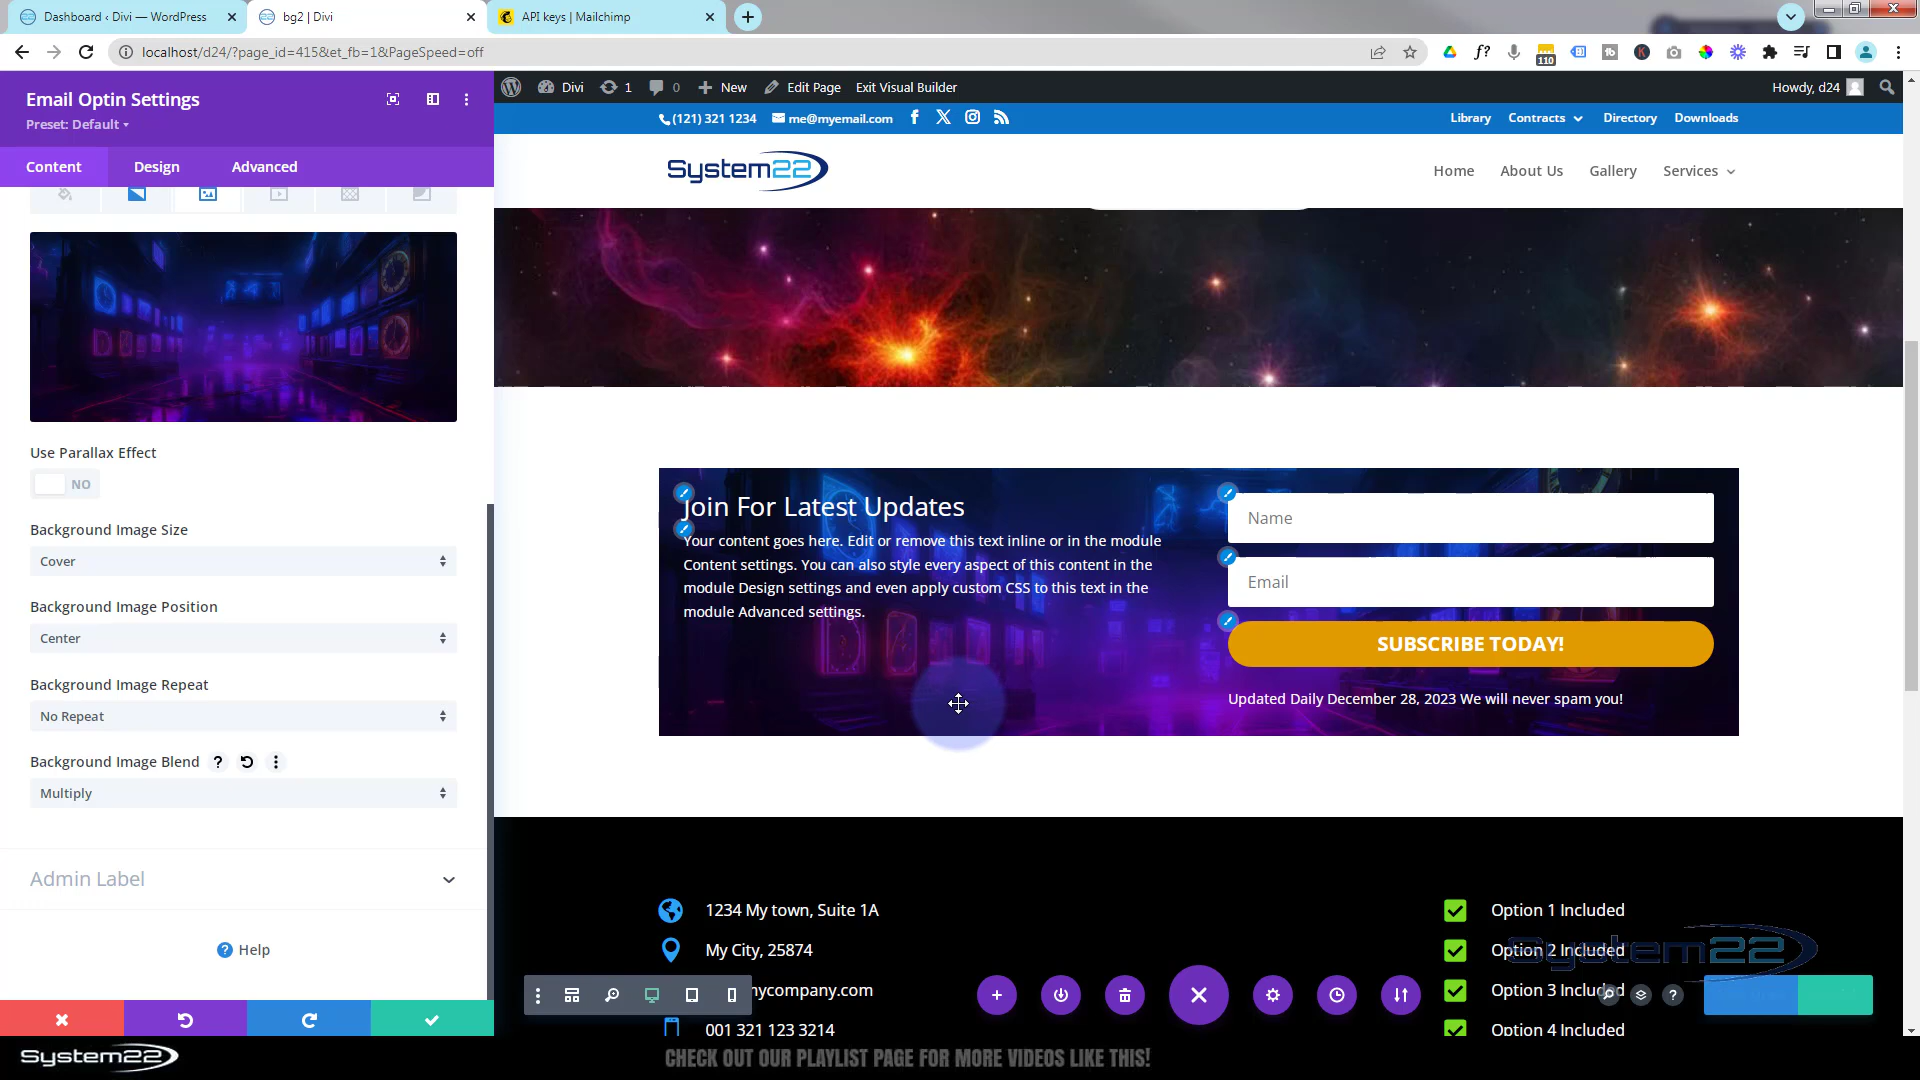 Dashboard ‹ Divi — WordPress
bg2 | Divi
API keys | Mailchimp
localhost/d24/?page_id=415&et_fb=1&PageSpeed=off
110
Email Optin Settings
Preset: Default
Content
Design
Advanced
Use Parallax Effect
NO
Background Image Size
Cover
Background Image Position
Center
Background Image Repeat
No Repeat
Background Image Blend
Multiply
Admin Label
Help
Divi
1
0
New
Edit Page
Exit Visual Builder
Howdy, d24
(121) 321 1234
me@myemail.com
Library
Contracts
Directory
Downloads
System22
Home
About Us
Gallery
Services
Join For Latest Updates
Your content goes here. Edit or remove this text inline or in the module
Content settings. You can also style every aspect of this content in the
module Design settings and even apply custom CSS to this text in the
module Advanced settings.
Name
Email
SUBSCRIBE TODAY!
Updated Daily December 28, 2023 We will never spam you!
1234 My town, Suite 1A
My City, 25874
mycompany.com
001 321 123 3214
Option 1 Included
Option 2 Included
Option 3 Included
Option 4 Included
System22
System22
CHECK OUT OUR PLAYLIST PAGE FOR MORE VIDEOS LIKE THIS!